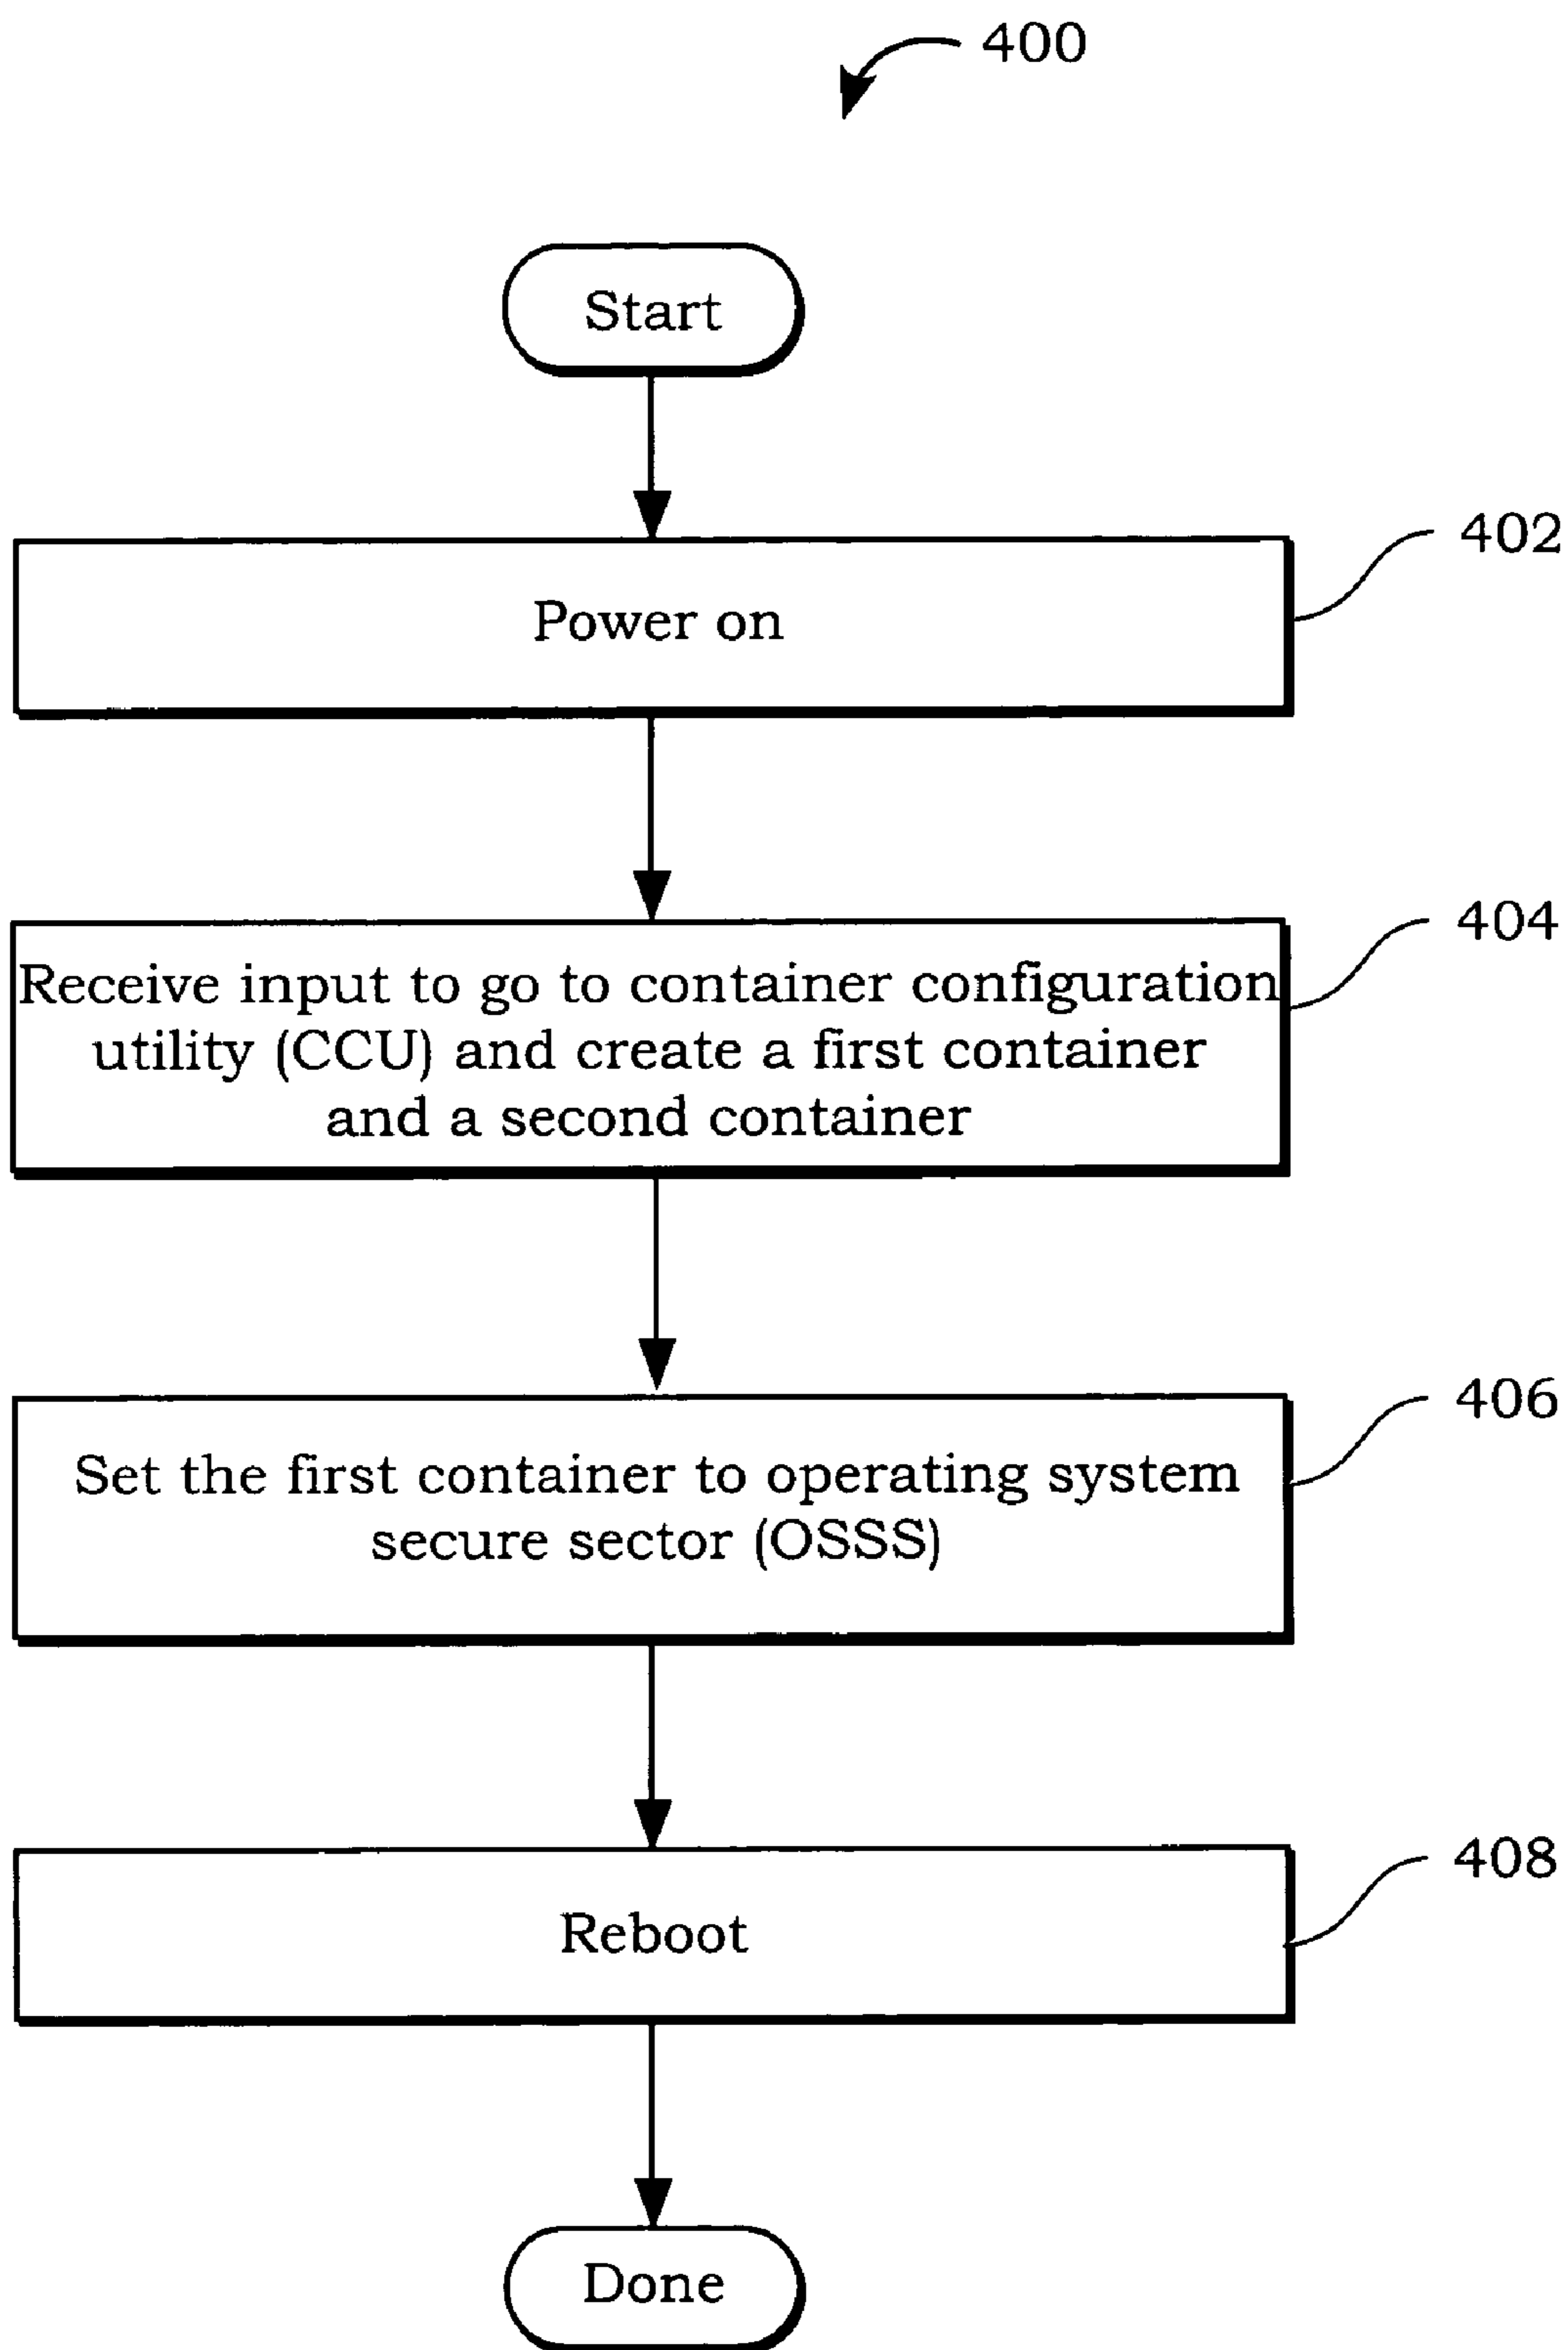 400
Start
402
Power on
404
Receive input to go to container configuration
utility (CCU) and create a first container
and a second container
406
Set the first container to operating system
secure sector (OSSS)
408
Reboot
Done